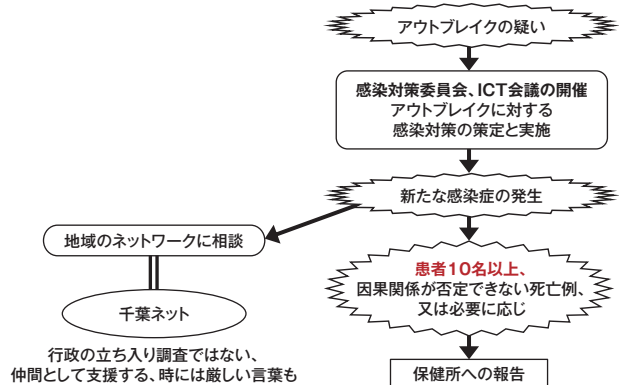 アウトブレイクの疑い
感染対策委員会、ICT会議の開催
アウトブレイクに対する
感染対策の策定と実施
新たな感染症の発生
地域のネットワークに相談
患者10名以上、
因果関係が否定できない死亡例、
又は必要に応じ
千葉ネット
行政の立ち入り調査ではない、
仲間として支援する、時には厳しい言葉も
保健所への報告